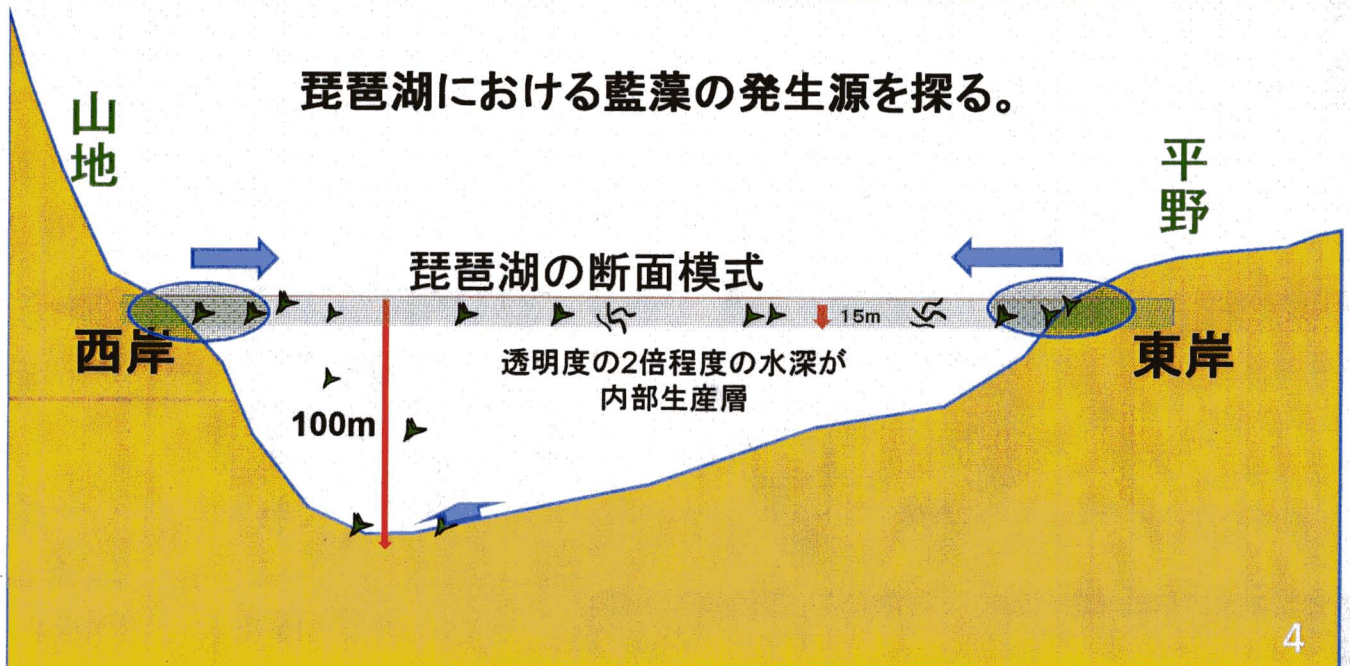 琵琶湖における藍藻の発生源を探る。
山地
平野
琵琶湖の断面模式
15m
西岸
東岸
透明度の2倍程度の水深が
内部生産層
100m
4